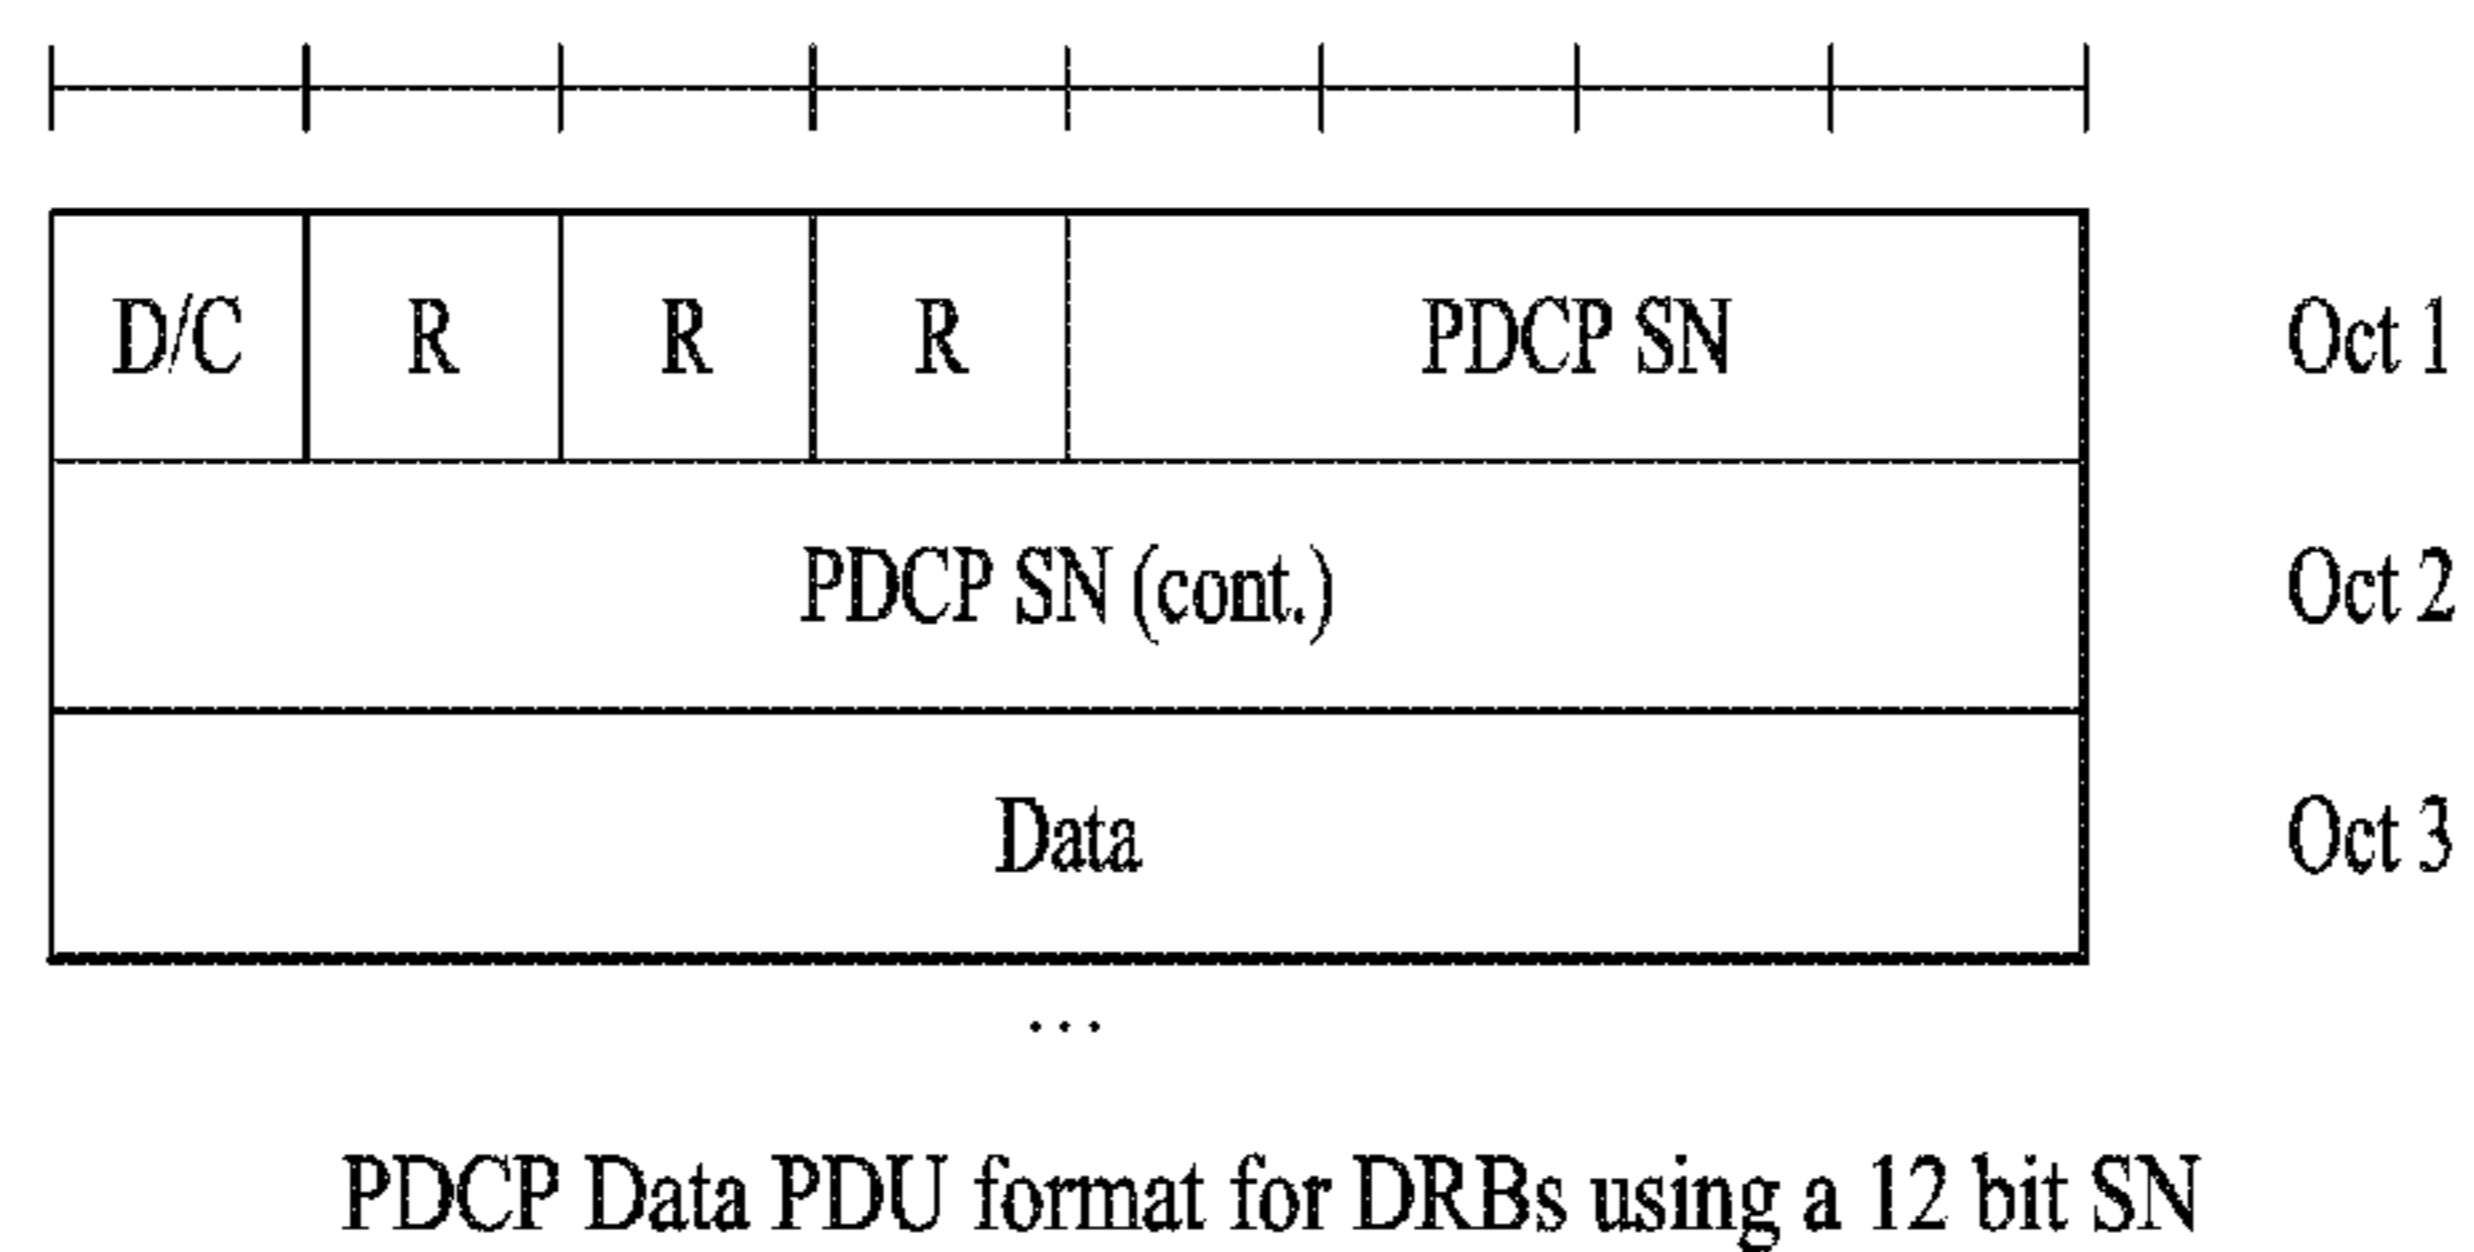 D/C R R R PDCP SN Oct 1
PDCP SN (cont.) Oct 2
Data Oct 3
...
PDCP Data PDU format for DRBs using a 12 bit SN